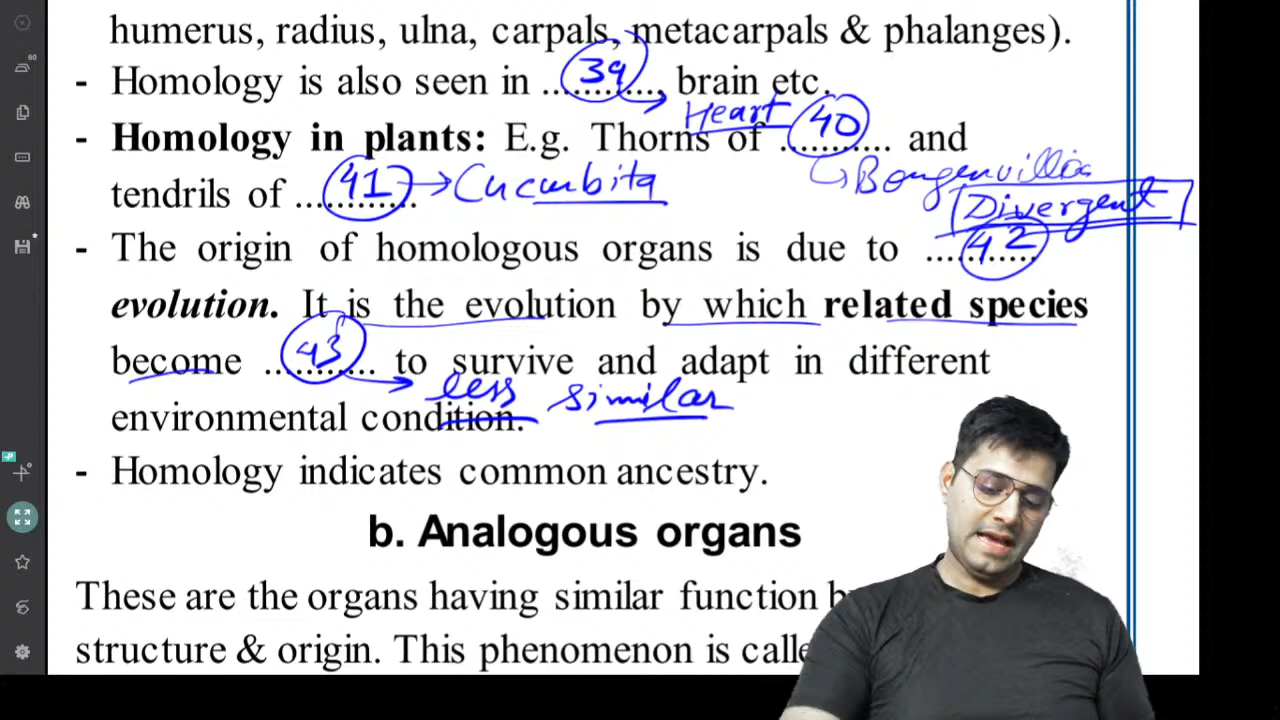 humerus, radius, ulna, carpals, metacarpals & phalanges).
- Homology is also seen in ..........., brain etc.
39
Heart
- Homology in plants: E.g. Thorns of ........... and
40
Bougenvillia
tendrils of ............
41 Cucurbita
Divergent
- The origin of homologous organs is due to ...........
42
evolution. It is the evolution by which related species
become ........... to survive and adapt in different
43
less similar
environmental condition.
- Homology indicates common ancestry.
b. Analogous organs
These are the organs having similar function
structure & origin. This phenomenon is
60